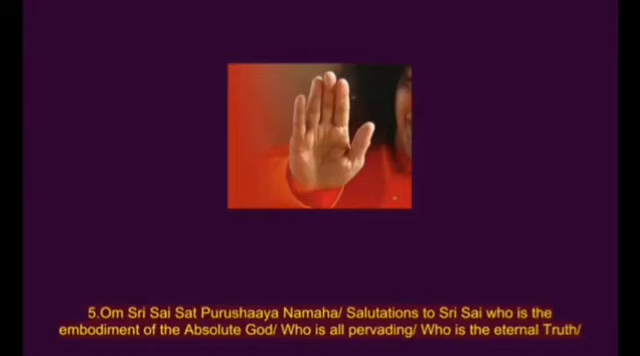 5.Om Sri Sai Sat Purushaaya Namaha/ Salutations to Sri Sai who is the
embodiment of the Absolute God/ Who is all pervading/ Who is the eternal Truth/